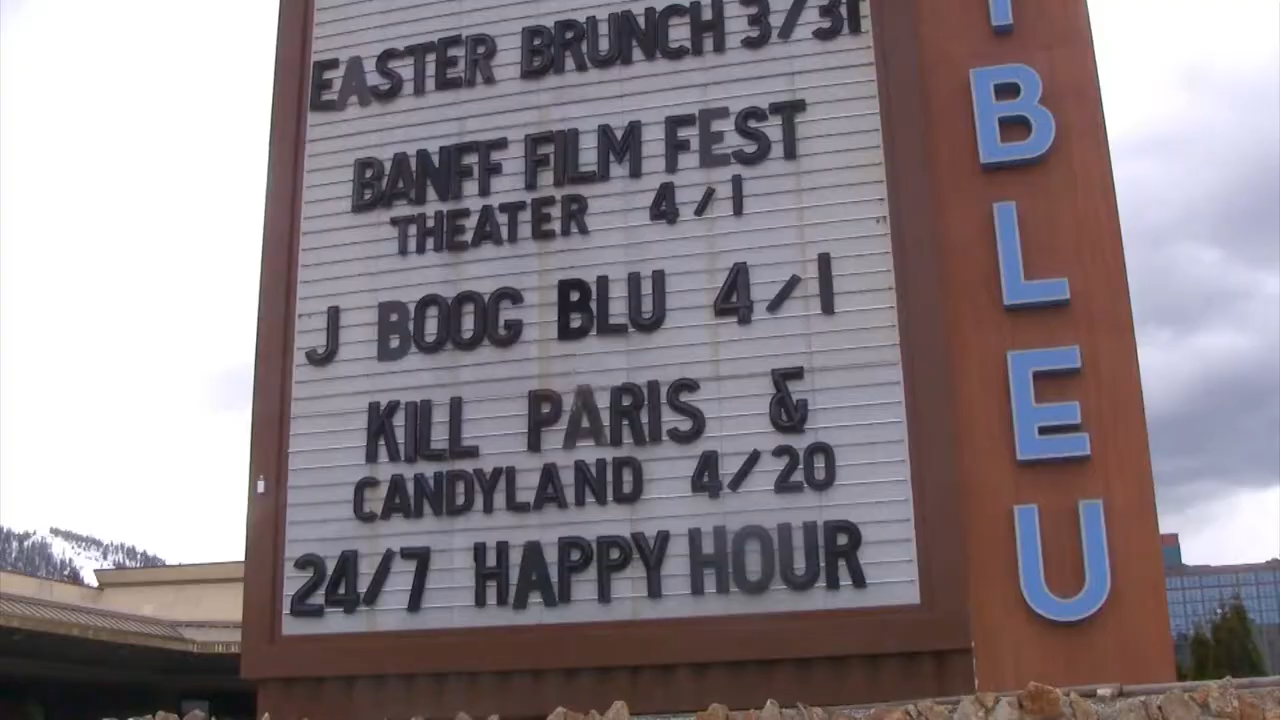 EASTER BRUNCH 3/31
BANFF FILM FEST
THEATER 4/1
J BOOG BLU 4/1
KILL PARIS &
CANDYLAND 4/20
24/7 HAPPY HOUR
BLEU